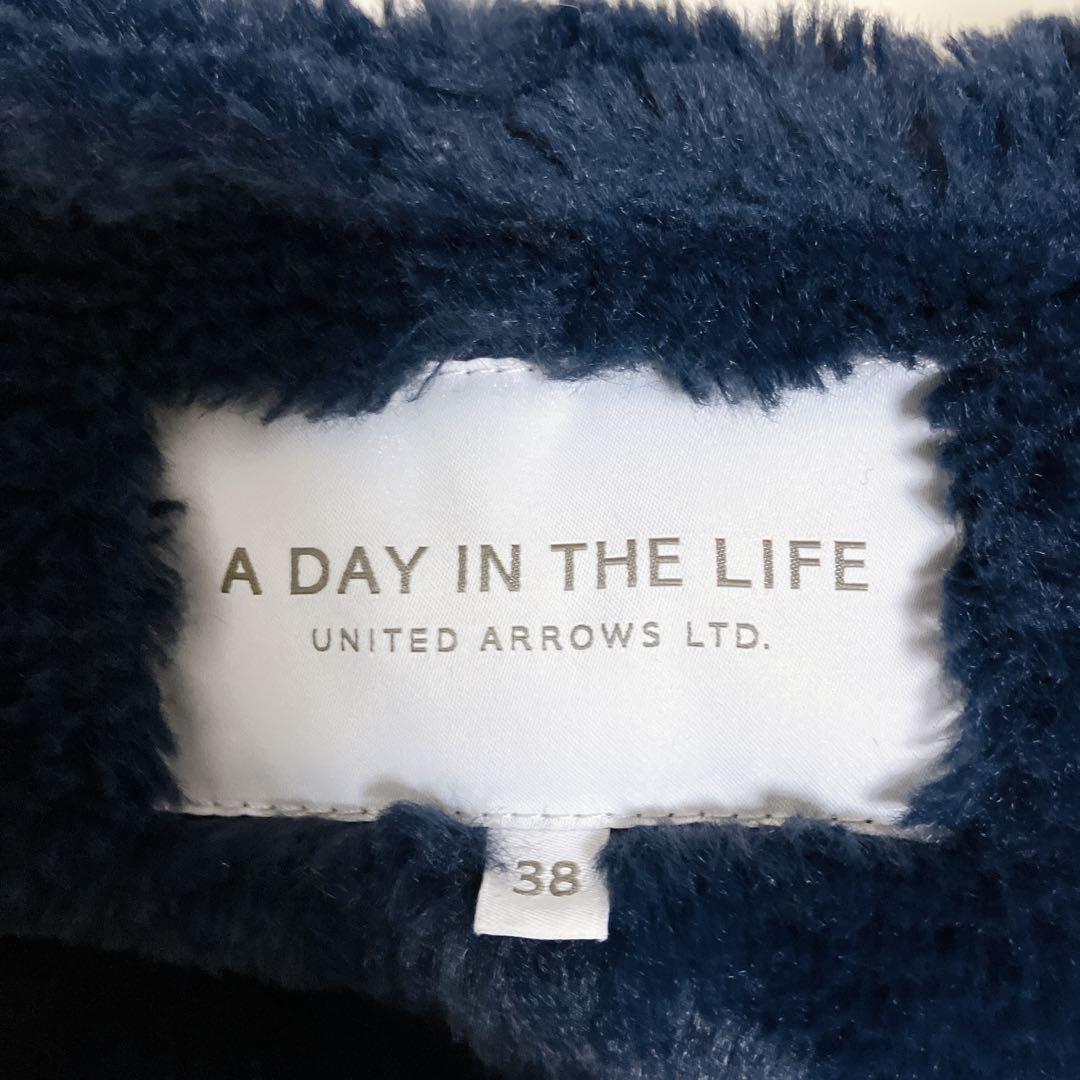 A DAY IN THE LIFE
UNITED ARROWS LTD.
38